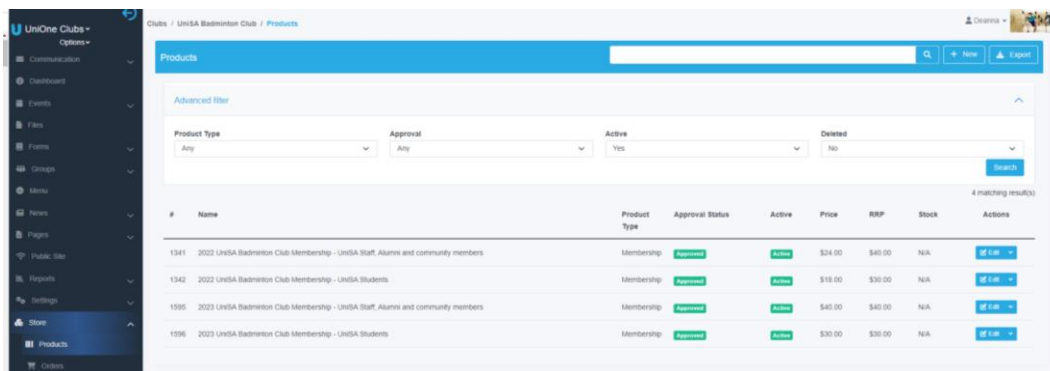 UniOne Clubs
Options
Communication
Dashboard
Events
Files
Forms
Groups
Menu
News
Pages
Public Site
Reports
Settings
Store
Products
Orders
Clubs / UniSA Badminton Club / Products
Deanna
Products
+ New
Export
Advanced filter
Product Type Approval Active Deleted
Any Any Yes No
Search
4 matching result(s)
# Name Product Type Approval Status Active Price RRP Stock Actions
1341 2022 UniSA Badminton Club Membership - UniSA Staff, Alumni and community members Membership Approved Active $24.00 $40.00 N/A Edit
1342 2022 UniSA Badminton Club Membership - UniSA Students Membership Approved Active $18.00 $30.00 N/A Edit
1595 2023 UniSA Badminton Club Membership - UniSA Staff, Alumni and community members Membership Approved Active $40.00 $40.00 N/A Edit
1596 2023 UniSA Badminton Club Membership - UniSA Students Membership Approved Active $30.00 $30.00 N/A Edit